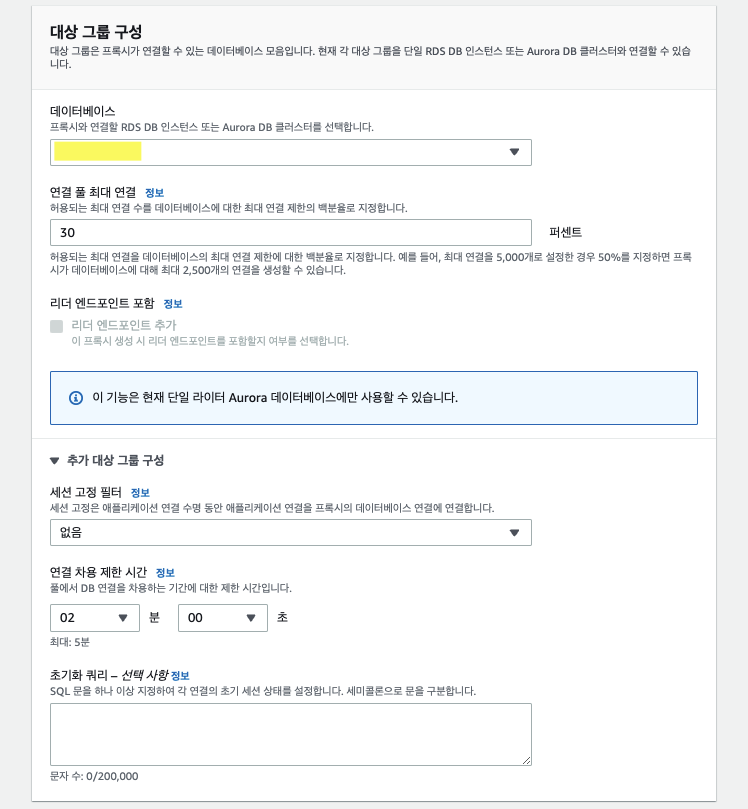 대상 그룹 구성
대상 그룹은 프록시가 연결할 수 있는 데이터베이스 모음입니다. 현재 각 대상 그룹을 단일 RDS DB 인스턴스 또는 Aurora DB 클러스터와 연결할 수 있습
니다.
데이터베이스
프록시와 연결할 RDS DB 인스턴스 또는 Aurora DB 클러스터를 선택합니다.
연결 풀 최대 연결 정보
허용되는 최대 연결 수를 데이터베이스에 대한 최대 연결 제한의 백분율로 지정합니다.
30 퍼센트
허용되는 최대 연결을 데이터베이스의 최대 연결 제한에 대한 백분율로 지정합니다. 예를 들어, 최대 연결을 5,000개로 설정한 경우 50%를 지정하면 프록
시가 데이터베이스에 대해 최대 2,500개의 연결을 생성할 수 있습니다.
리더 엔드포인트 포함 정보
리더 엔드포인트 추가
이 프록시 생성 시 리더 엔드포인트를 포함할지 여부를 선택합니다.
이 기능은 현재 단일 라이터 Aurora 데이터베이스에만 사용할 수 있습니다.
추가 대상 그룹 구성
세션 고정 필터 정보
세션 고정은 애플리케이션 연결 수명 동안 애플리케이션 연결을 프록시의 데이터베이스 연결에 연결합니다.
없음
연결 차용 제한 시간 정보
풀에서 DB 연결을 차용하는 기간에 대한 제한 시간입니다.
02 분 00 초
최대: 5분
초기화 쿼리 – 선택 사항 정보
SQL 문을 하나 이상 지정하여 각 연결의 초기 세션 상태를 설정합니다. 세미콜론으로 문을 구분합니다.
문자 수: 0/200,000